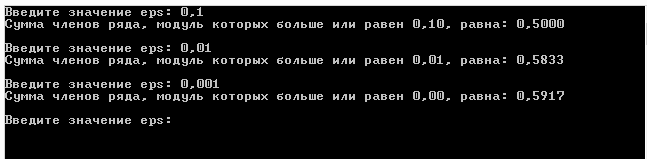 Введите значение eps: 0,1
Сумма членов ряда, модуль которых больше или равен 0,10, равна: 0,5000
Введите значение eps: 0,01
Сумма членов ряда, модуль которых больше или равен 0,01, равна: 0,5833
Введите значение eps: 0,001
Сумма членов ряда, модуль которых больше или равен 0,00, равна: 0,5917
Введите значение eps: